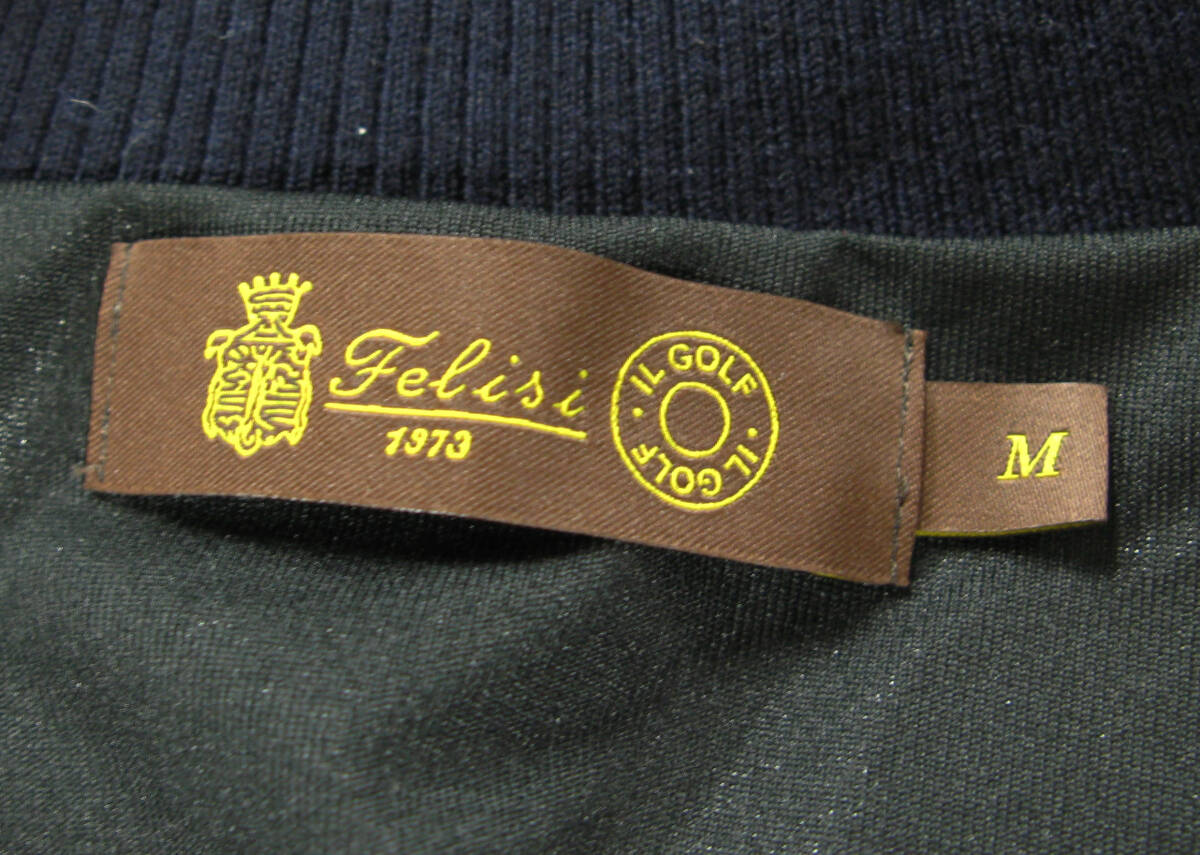 Felisi
1973
IL GOLF · IL GOLF ·
M